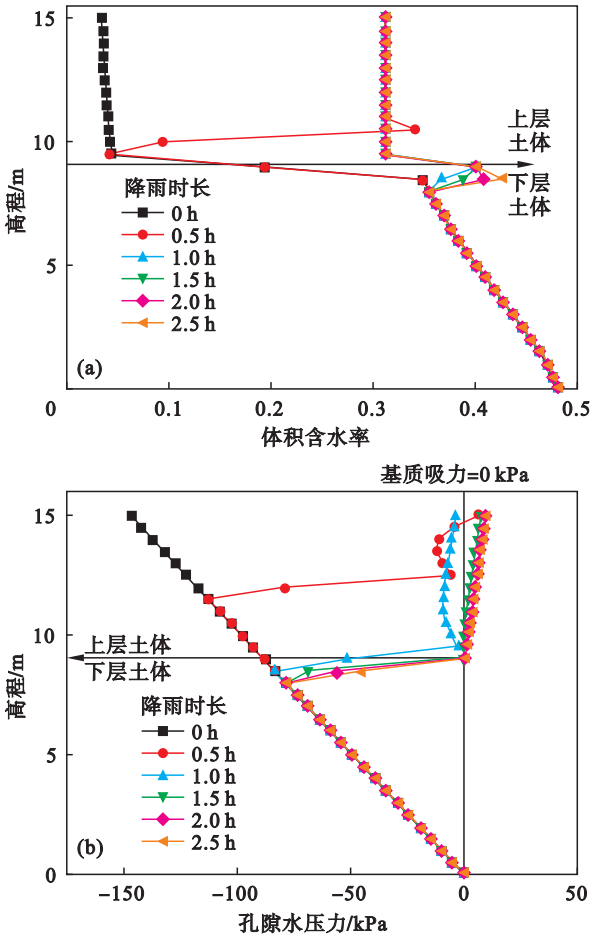 15
10
5
0
高程/m
上层
土体
下层
土体
降雨时长
0 h
0.5 h
1.0 h
1.5 h
2.0 h
2.5 h
(a)
0.1 0.2 0.3 0.4 0.5
体积含水率
基质吸力=0 kPa
15
10
5
0
高程/m
上层土体
下层土体
降雨时长
0 h
0.5 h
1.0 h
1.5 h
2.0 h
2.5 h
(b)
−150 −100 −50 0 50
孔隙水压力/kPa